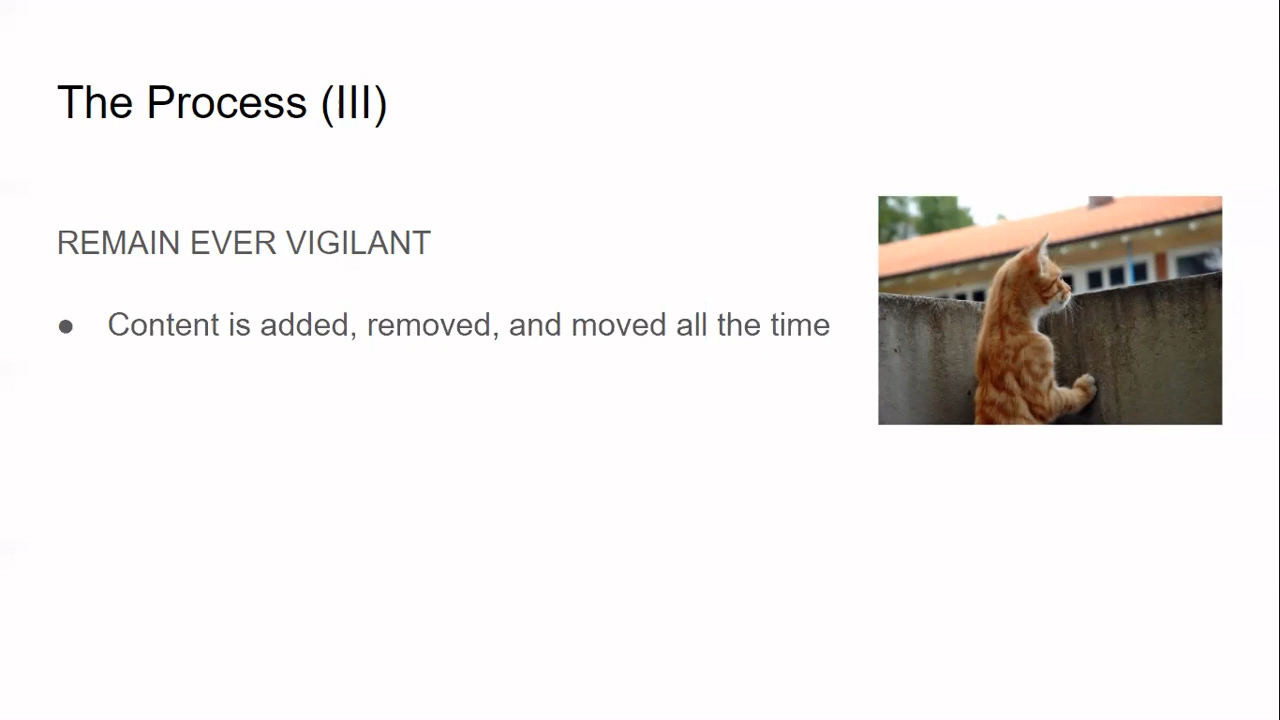 The Process (III)
REMAIN EVER VIGILANT
● Content is added, removed, and moved all the time